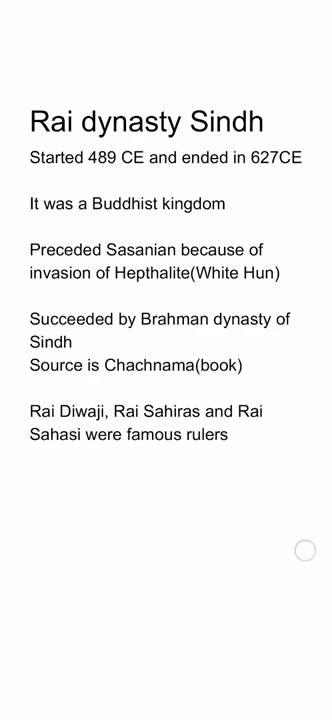 Rai dynasty Sindh
Started 489 CE and ended in 627CE
It was a Buddhist kingdom
Preceded Sasanian because of
invasion of Hepthalite(White Hun)
Succeeded by Brahman dynasty of
Sindh
Source is Chachnama(book)
Rai Diwaji, Rai Sahiras and Rai
Sahasi were famous rulers